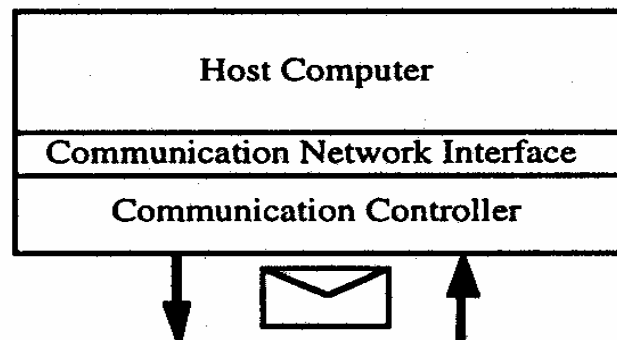 Host Computer
Communication Network Interface
Communication Controller